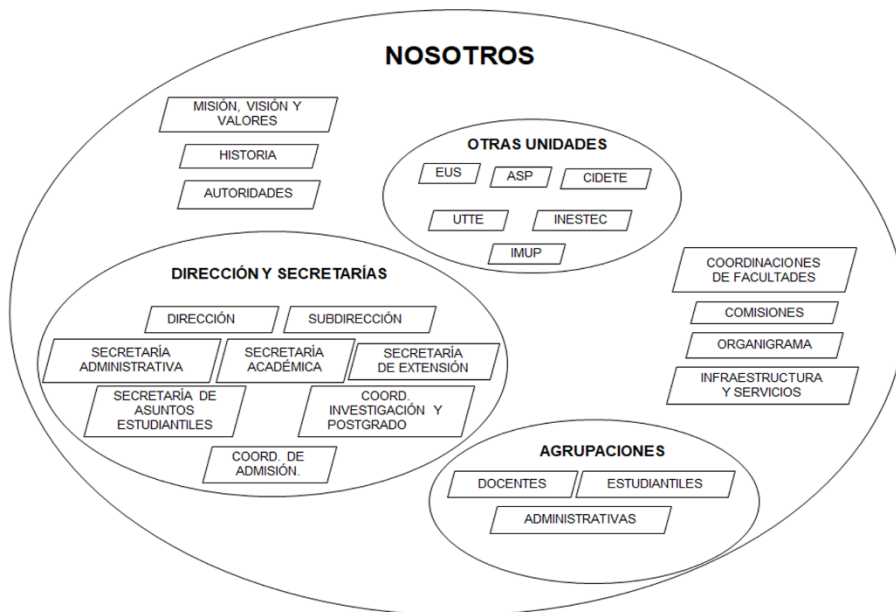 NOSOTROS
MISIÓN, VISIÓN Y
VALORES
HISTORIA
AUTORIDADES
OTRAS UNIDADES
EUS
ASP
CIDETE
UTTE
INESTEC
IMUP
DIRECCIÓN Y SECRETARÍAS
DIRECCIÓN
SUBDIRECCIÓN
SECRETARÍA
ADMINISTRATIVA
SECRETARÍA
ACADÉMICA
SECRETARÍA
DE EXTENSIÓN
SECRETARÍA DE
ASUNTOS
ESTUDIANTILES
COORD.
INVESTIGACIÓN Y
POSTGRADO
COORD. DE
ADMISIÓN.
COORDINACIONES
DE FACULTADES
COMISIONES
ORGANIGRAMA
INFRAESTRUCTURA
Y SERVICIOS
AGRUPACIONES
DOCENTES
ESTUDIANTILES
ADMINISTRATIVAS